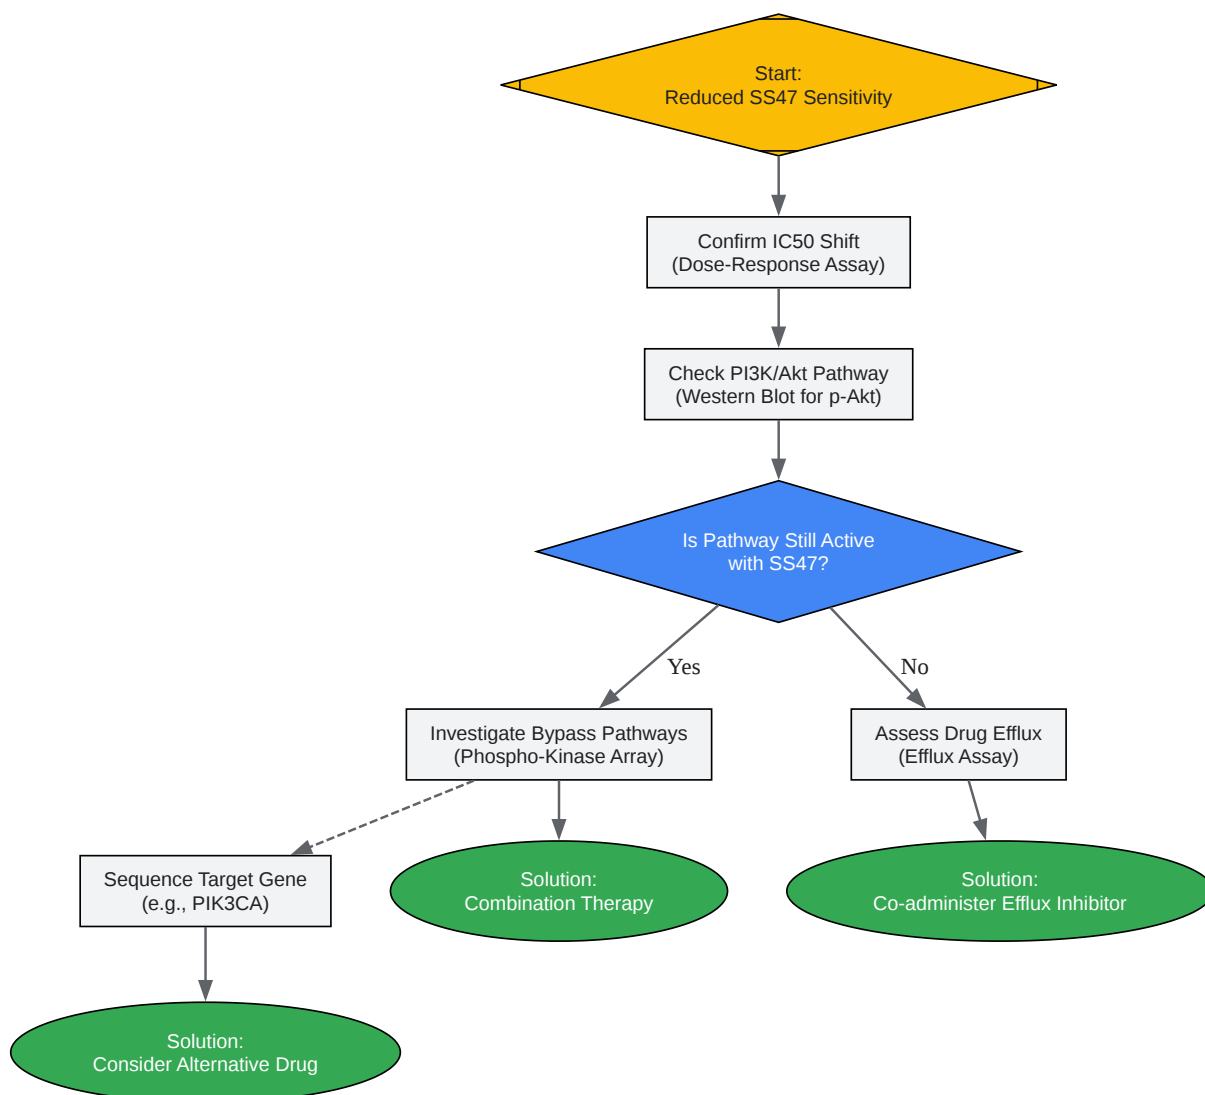 Start:
Reduced SS47 Sensitivity
Confirm IC50 Shift
(Dose-Response Assay)
Check PI3K/Akt Pathway
(Western Blot for p-Akt)
Is Pathway Still Active
with SS47?
Yes
No
Investigate Bypass Pathways
(Phospho-Kinase Array)
Assess Drug Efflux
(Efflux Assay)
Sequence Target Gene
(e.g., PIK3CA)
Solution:
Combination Therapy
Solution:
Co-administer Efflux Inhibitor
Solution:
Consider Alternative Drug